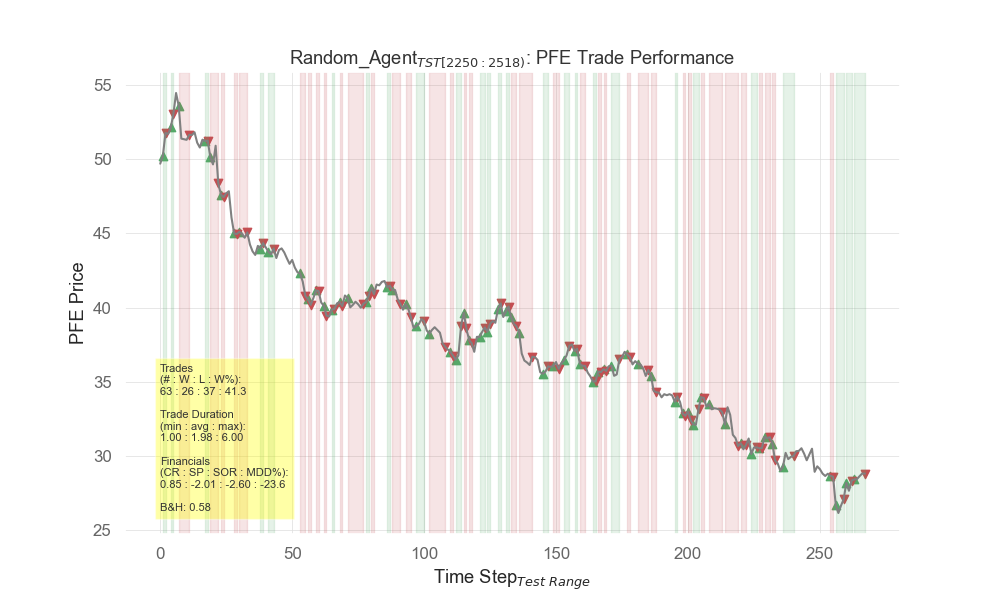 Random_Agent_TST[2250 : 2518): PFE Trade Performance
55
50
45
40
35
30
25
PFE Price
Trades
(# : W : L : W%):
63 : 26 : 37 : 41.3
Trade Duration
(min : avg : max):
1.00 : 1.98 : 6.00
Financials
(CR : SP : SOR : MDD%):
0.85 : -2.01 : -2.60 : -23.6
B&H: 0.58
0 50 100 150 200 250
Time Step Test Range